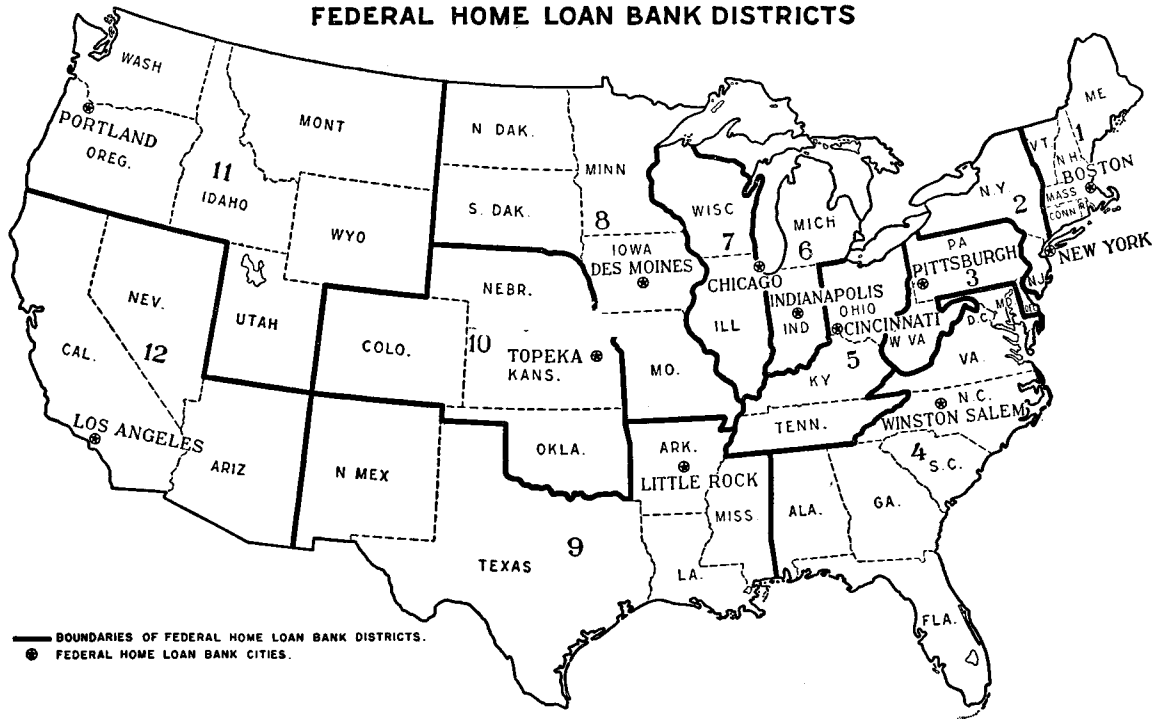 FEDERAL HOME LOAN BANK DISTRICTS
WASH
PORTLAND
OREG.
MONT
11
IDAHO
WYO
N DAK.
S. DAK.
MINN
8
IOWA
DES MOINES
WISC
7
CHICAGO
MICH
6
INDIANAPOLIS
IND
ILL
OHIO
CINCINNATI
5
KY
W VA
ME
1
VT.
N H.
BOSTON
MASS
CONN
R I
N.Y.
2
NEW YORK
PA
PITTSBURGH
3
N J
MD.
D.C.
VA.
NEV.
UTAH
CAL.
12
LOS ANGELES
ARIZ
COLO.
N MEX
NEBR.
10
TOPEKA
KANS.
MO.
OKLA.
ARK.
LITTLE ROCK
TENN.
N.C.
WINSTON SALEM
4
S.C.
MISS
ALA.
GA.
TEXAS
9
LA.
FLA.
BOUNDARIES OF FEDERAL HOME LOAN BANK DISTRICTS.
FEDERAL HOME LOAN BANK CITIES.